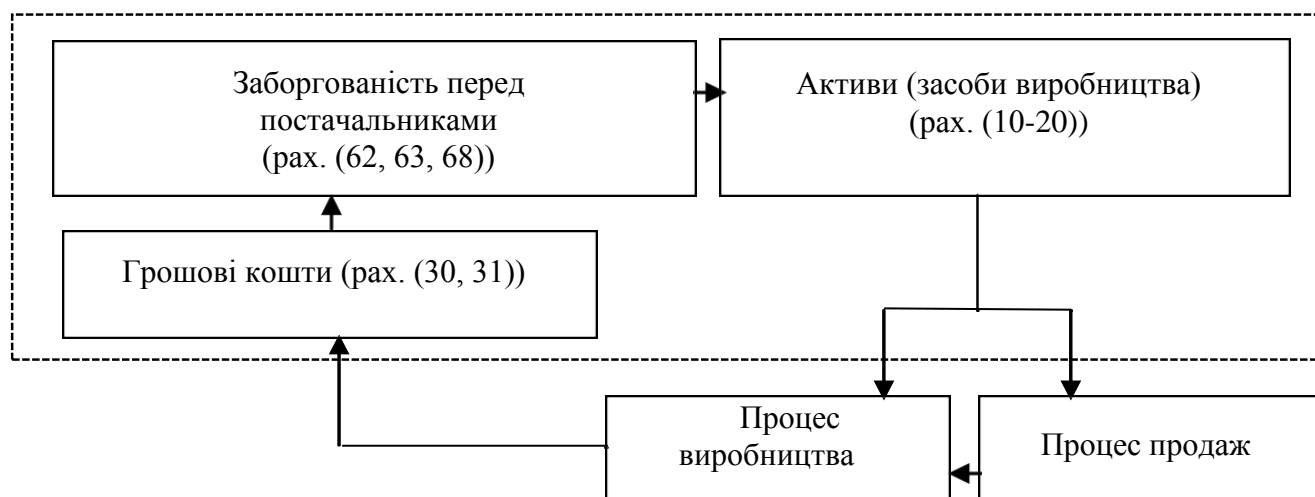 Заборгованість перед
постачальниками
(рах. (62, 63, 68))
Активи (засоби виробництва)
(рах. (10-20))
Грошові кошти (рах. (30, 31))
Процес
виробництва
Процес продаж